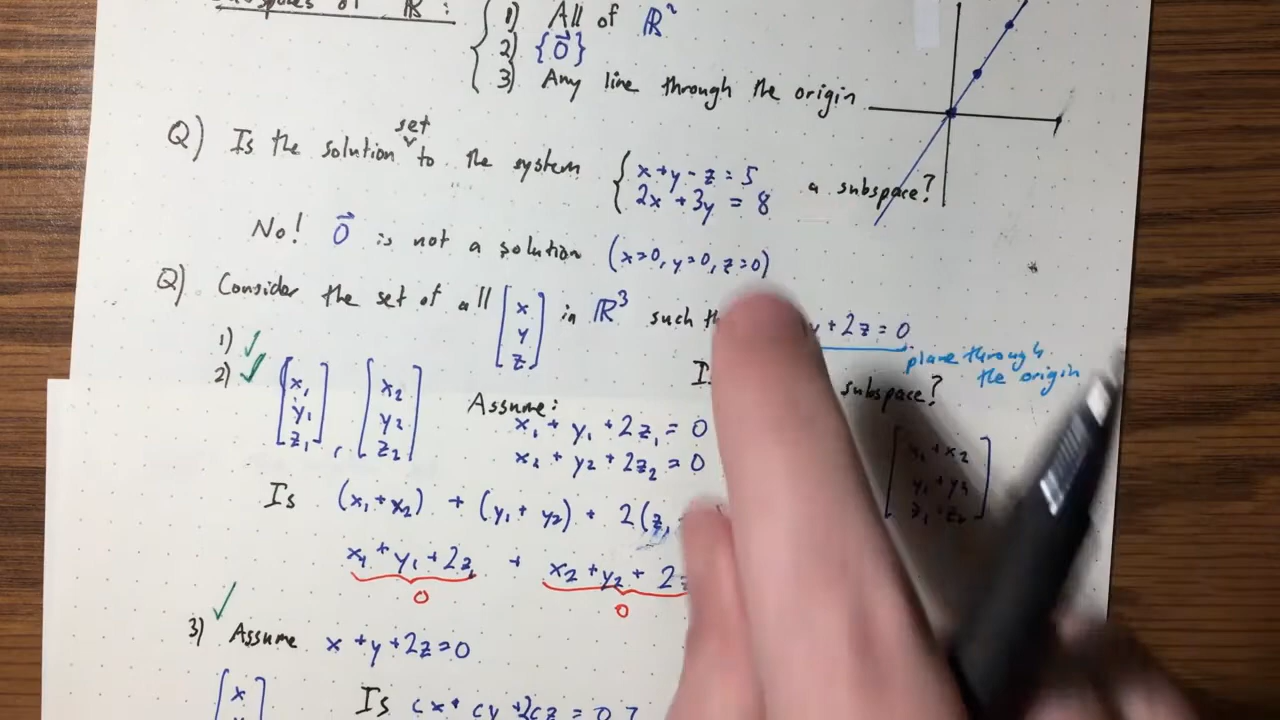 of ℝ² :
1) All of ℝ²
2) {0⃗}
3) Any line through the origin
Q) Is the solution set to the system { x+y-z=5
2x+3y=8
a subspace?
No! 0⃗ is not a solution (x=0, y=0, z=0)
Q) Consider the set of all [x y z] in ℝ³ such +2z=0
plane through
the origin
1) ✓
2) ✓
subspace?
[x₁ y₁ z₁], [x₂ y₂ z₂]
Assume:
x₁ + y₁ + 2z₁ = 0
x₂ + y₂ + 2z₂ = 0
Is (x₁+x₂) + (y₁+y₂) + 2(z₁
x₁+y₁+2z₁ + x₂+y₂+2
0 0
3) ✓ Assume x+y+2z=0
Is cx+cy+2cz=0?